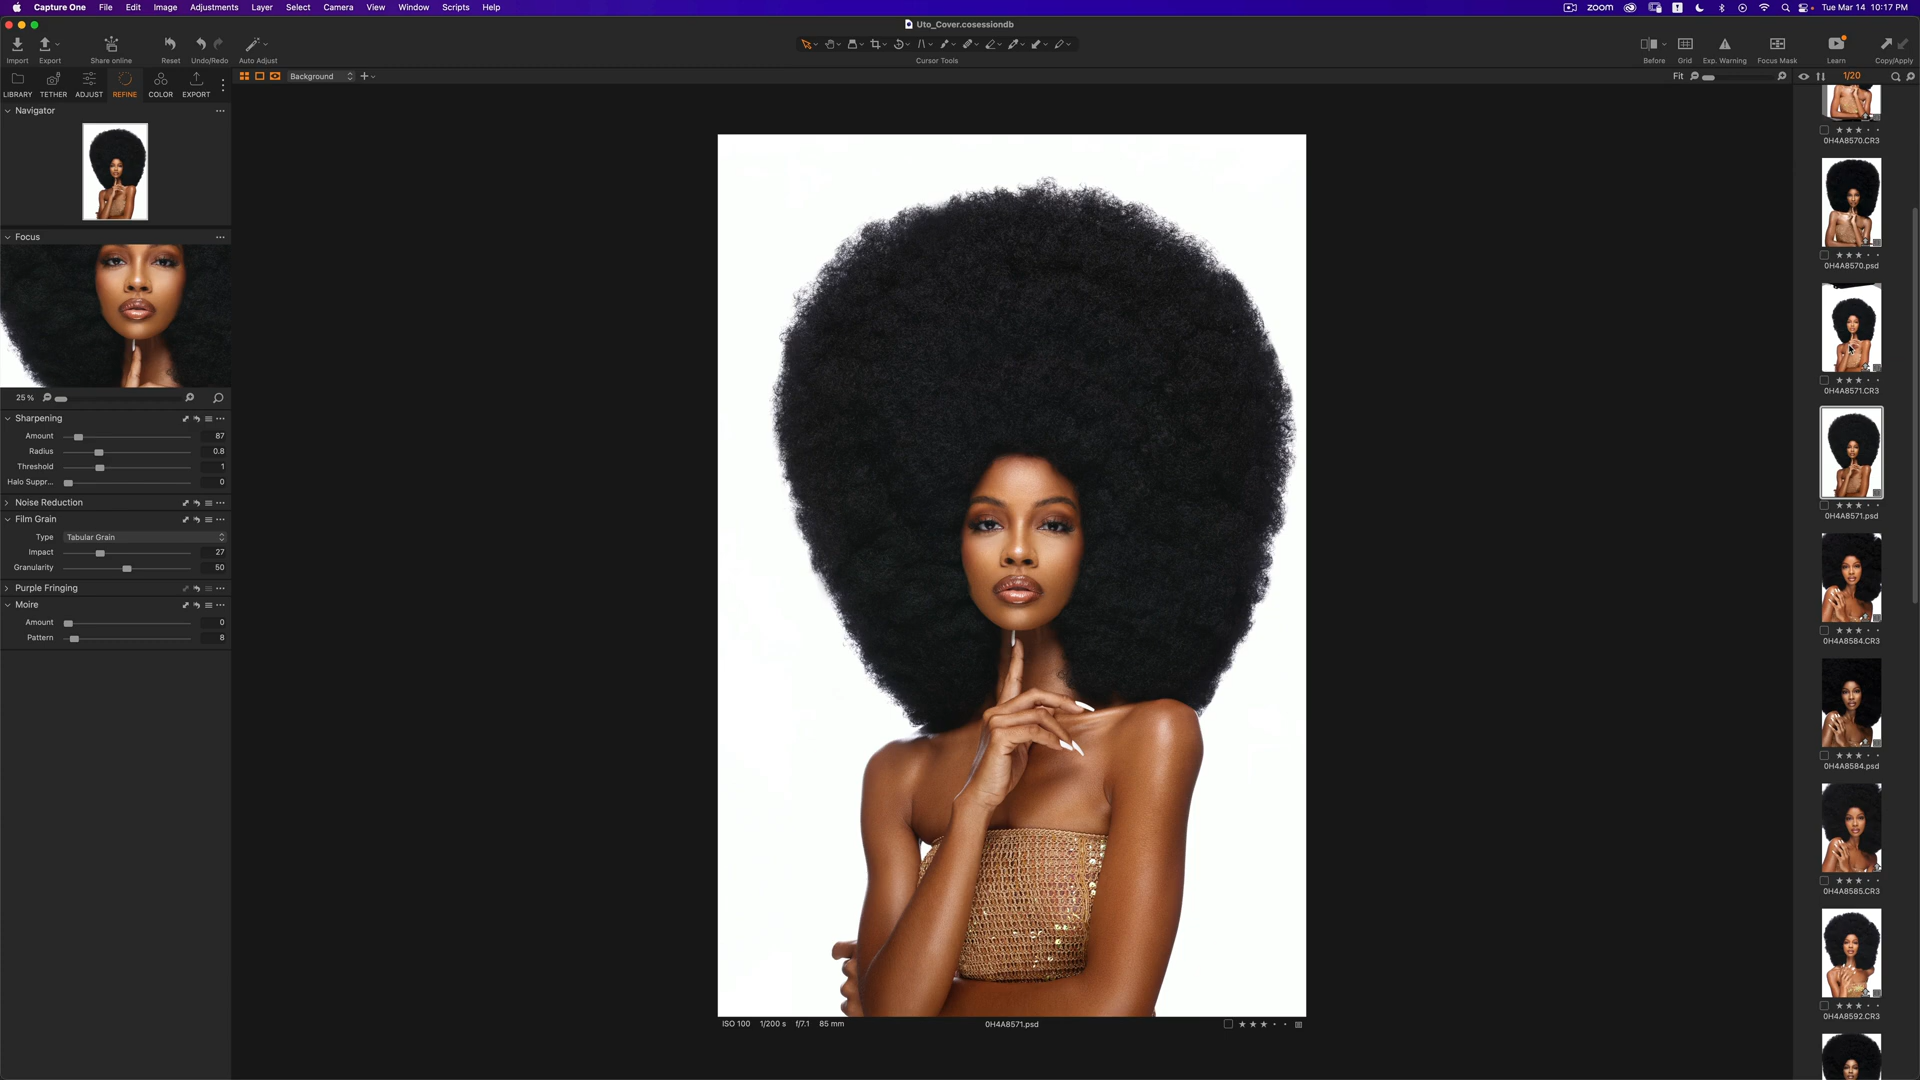 Capture One File Edit Image Adjustments Layer Select Camera View Window Scripts Help
zoom Tue Mar 14 10:17 PM
Uto_Cover.cosessiondb
Import Export Share online Reset Undo/Redo Auto Adjust Cursor Tools Before Grid Exp. Warning Focus Mask Learn Copy/Apply
LIBRARY TETHER ADJUST REFINE COLOR EXPORT
Background
Fit
1/20
Navigator
Focus
25 %
Sharpening
Amount 87
Radius 0.8
Threshold 1
Halo Suppr... 0
Noise Reduction
Film Grain
Type Tabular Grain
Impact 27
Granularity 50
Purple Fringing
Moire
Amount 0
Pattern 8
ISO 100 1/200 s f/7.1 85 mm
0H4A8571.psd
0H4A8570.CR3
0H4A8570.psd
0H4A8571.CR3
0H4A8571.psd
0H4A8584.CR3
0H4A8584.psd
0H4A8585.CR3
0H4A8592.CR3